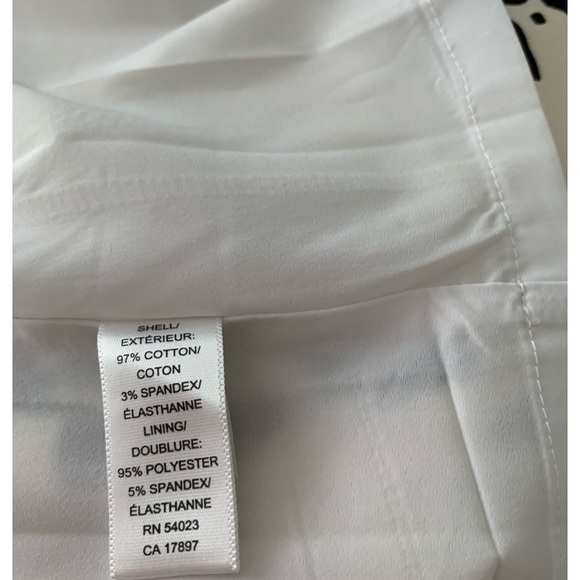 SHELL/
EXTÉRIEUR:
97% COTTON/
COTON
3% SPANDEX/
ÉLASTHANNE
LINING/
DOUBLURE:
95% POLYESTER
5% SPANDEX/
ÉLASTHANNE
RN 54023
CA 17897